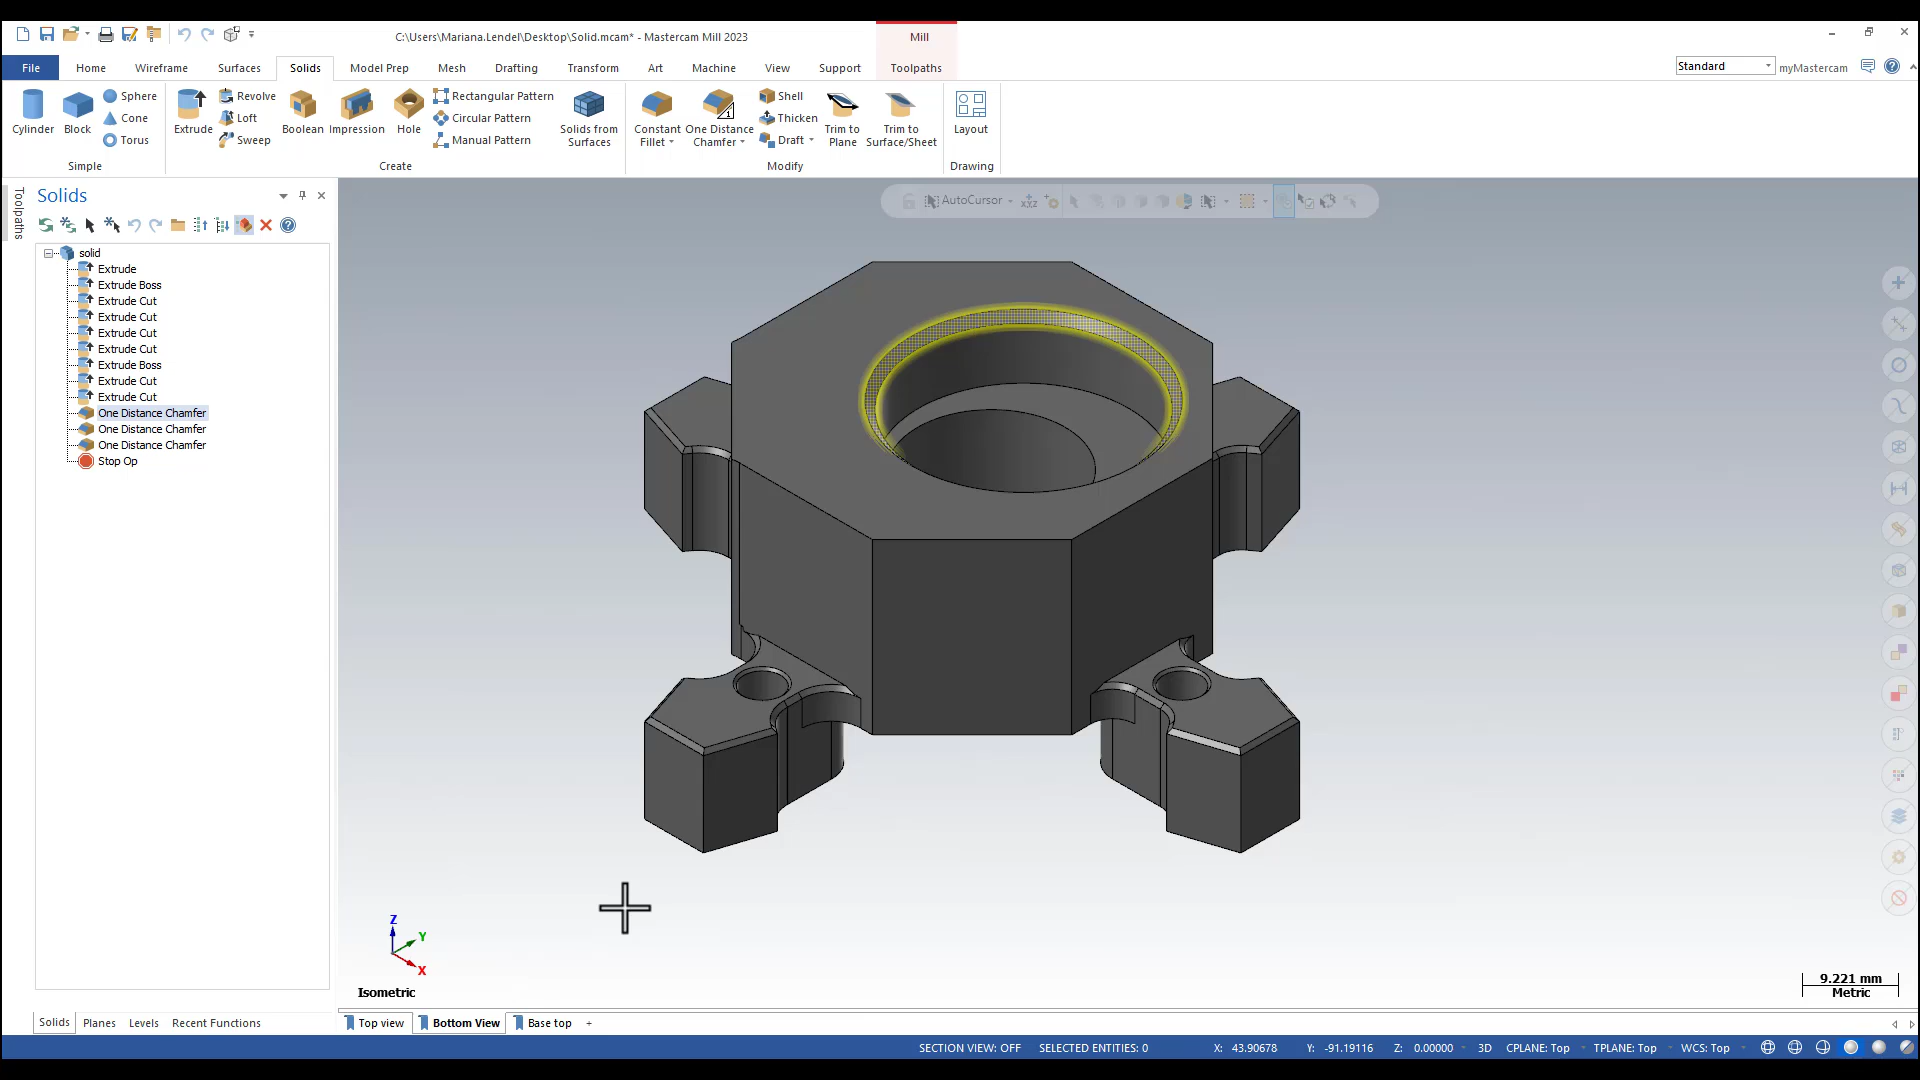 C:\Users\Mariana.Lendel\Desktop\Solid.mcam* - Mastercam Mill 2023
Mill
File Home Wireframe Surfaces Solids Model Prep Mesh Drafting Transform Art Machine View Support Toolpaths
Standard myMastercam
Cylinder
Block
Sphere
Cone
Torus
Simple
Extrude
Revolve
Loft
Sweep
Boolean
Impression
Hole
Rectangular Pattern
Circular Pattern
Manual Pattern
Solids from
Surfaces
Create
Constant
Fillet
One Distance
Chamfer
Shell
Thicken
Draft
Trim to
Plane
Trim to
Surface/Sheet
Modify
Layout
Drawing
Toolpaths
Solids
solid
Extrude
Extrude Boss
Extrude Cut
Extrude Cut
Extrude Cut
Extrude Cut
Extrude Boss
Extrude Cut
Extrude Cut
One Distance Chamfer
One Distance Chamfer
One Distance Chamfer
Stop Op
AutoCursor
Z
Y
X
Isometric
9.221 mm
Metric
Solids Planes Levels Recent Functions
Top view Bottom View Base top +
SECTION VIEW: OFF SELECTED ENTITIES: 0 X: 43.90678 Y: -91.19116 Z: 0.00000 3D CPLANE: Top TPLANE: Top WCS: Top